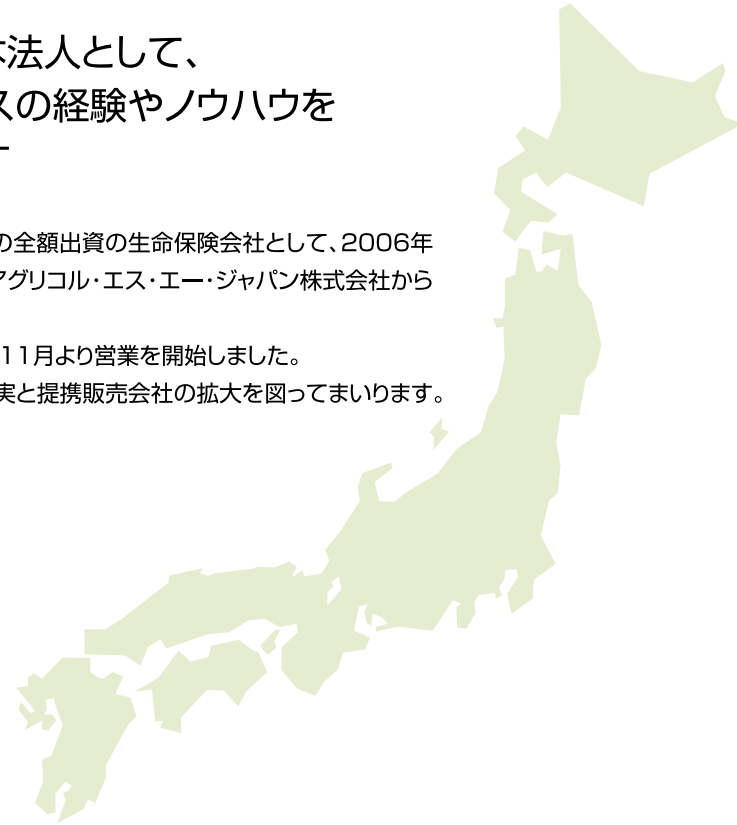 法人として、
スの経験やノウハウを
の全額出資の生命保険会社として、2006年
アグリコル・エス・エー・ジャパン株式会社から
11月より営業を開始しました。
実と提携販売会社の拡大を図ってまいります。